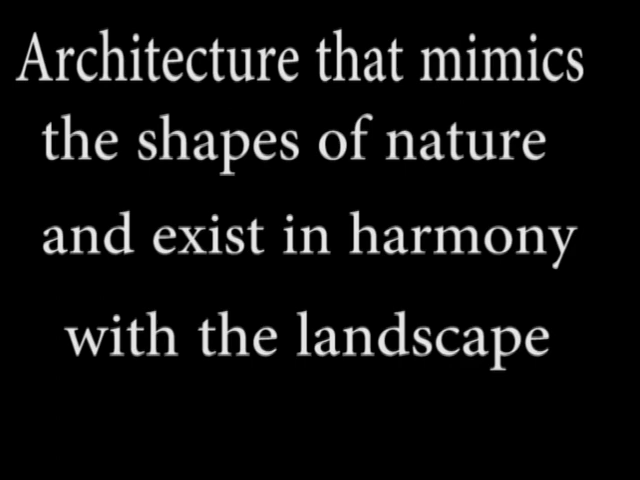 Architecture that mimics
the shapes of nature
and exist in harmony
with the landscape